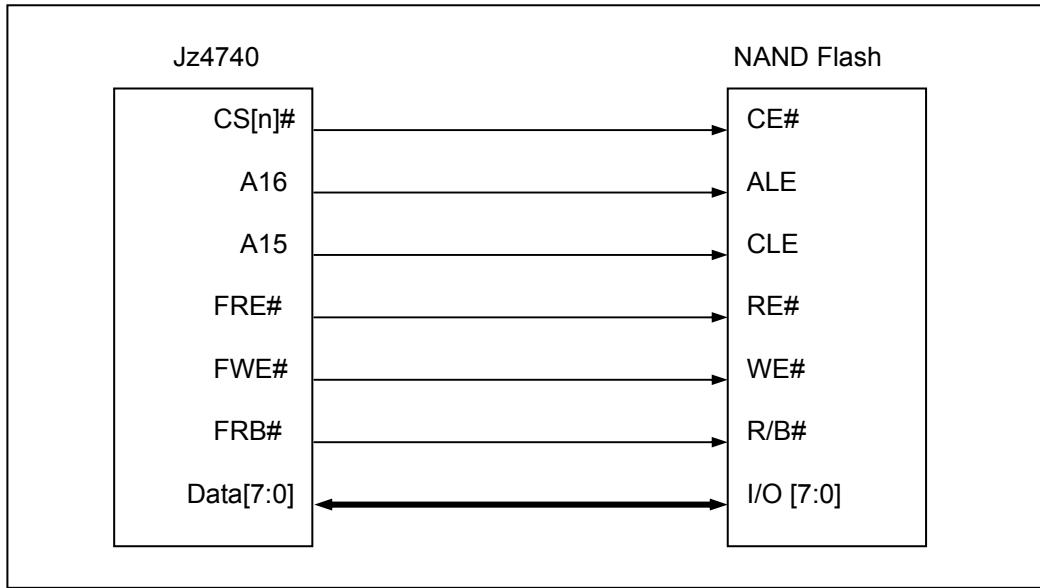 Jz4740 NAND Flash
CS[n]# CE#
A16 ALE
A15 CLE
FRE# RE#
FWE# WE#
FRB# R/B#
Data[7:0] I/O [7:0]